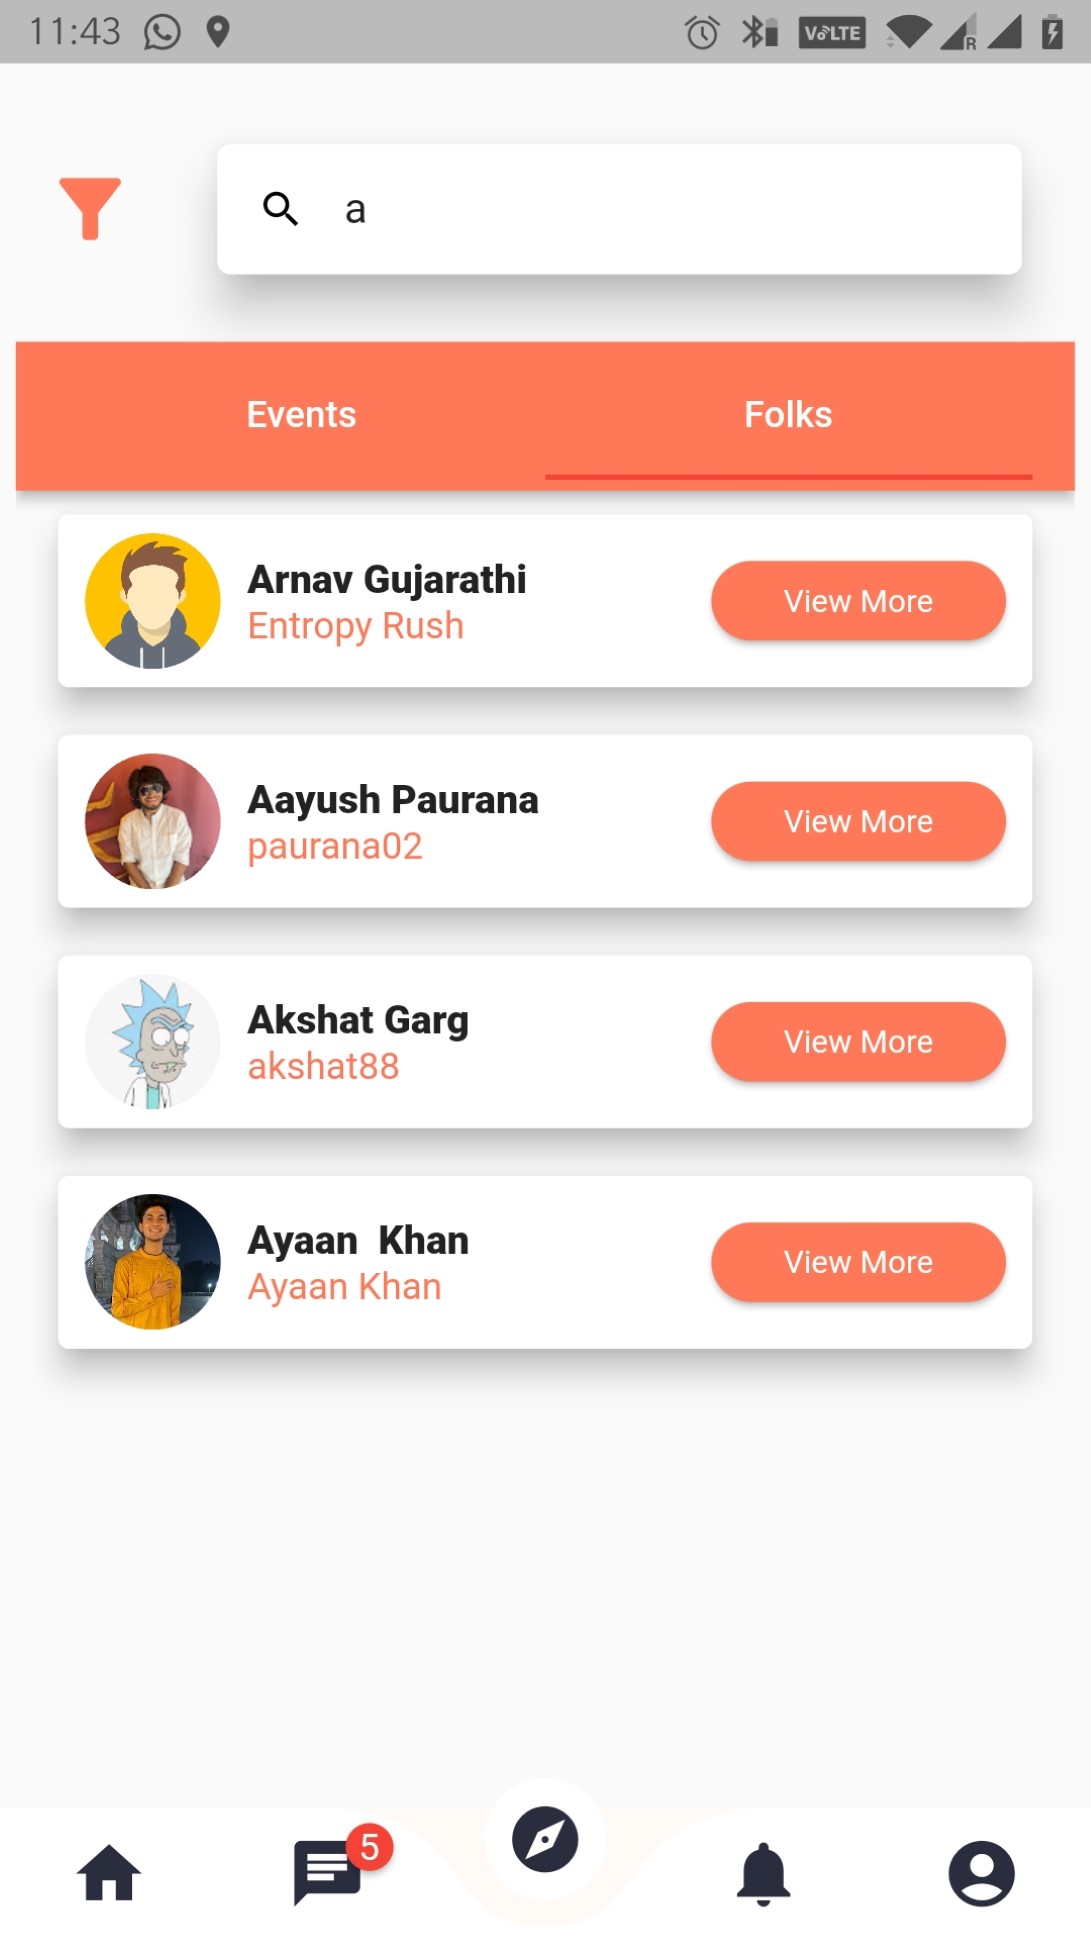 11:43 VoLTE R
a
Events Folks
Arnav Gujarathi
Entropy Rush
View More
Aayush Paurana
paurana02
View More
Akshat Garg
akshat88
View More
Ayaan  Khan
Ayaan Khan
View More
5